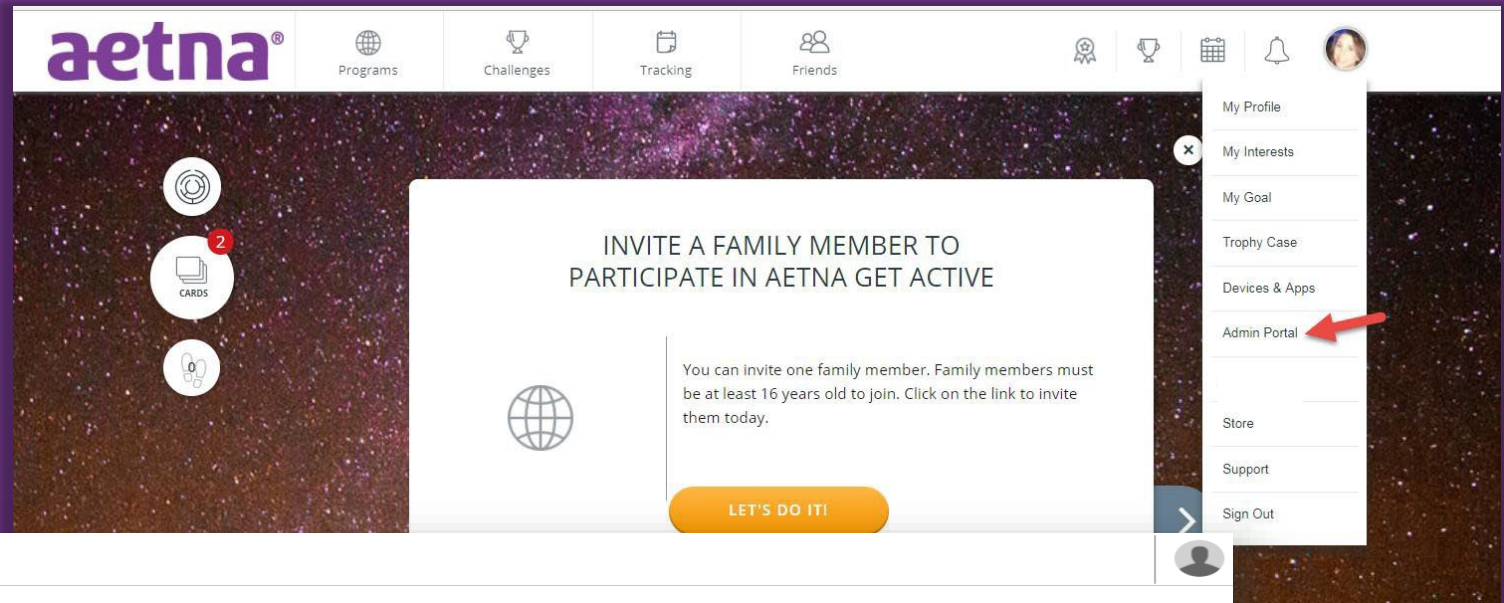 aetna®
Programs
Challenges
Tracking
Friends
My Profile
My Interests
My Goal
Trophy Case
Devices & Apps
Admin Portal
Store
Support
Sign Out
2
CARDS
0
INVITE A FAMILY MEMBER TO
PARTICIPATE IN AETNA GET ACTIVE
You can invite one family member. Family members must
be at least 16 years old to join. Click on the link to invite
them today.
LET'S DO IT!